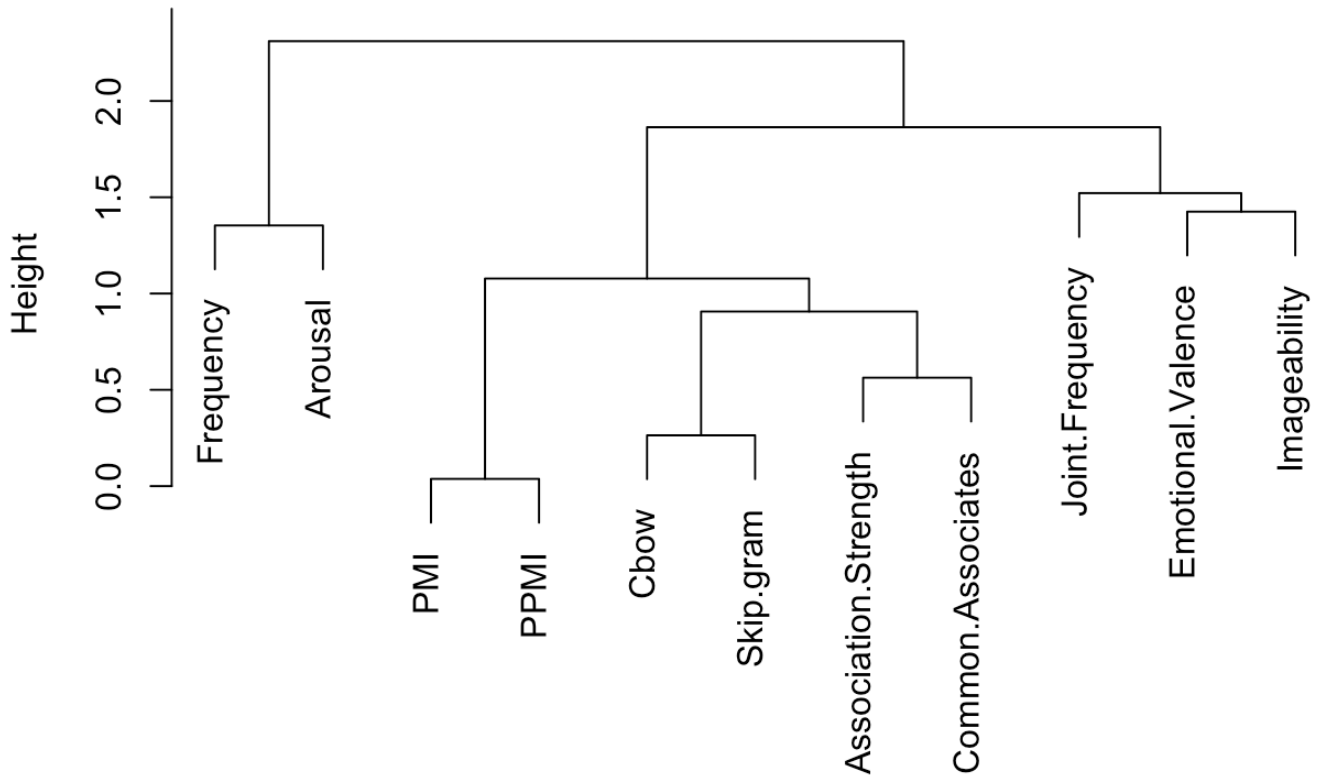 Height
2.0
1.5
1.0
0.5
0.0
Frequency
Arousal
PMI
PPMI
Cbow
Skip.gram
Association.Strength
Common.Associates
Joint.Frequency
Emotional.Valence
Imageability